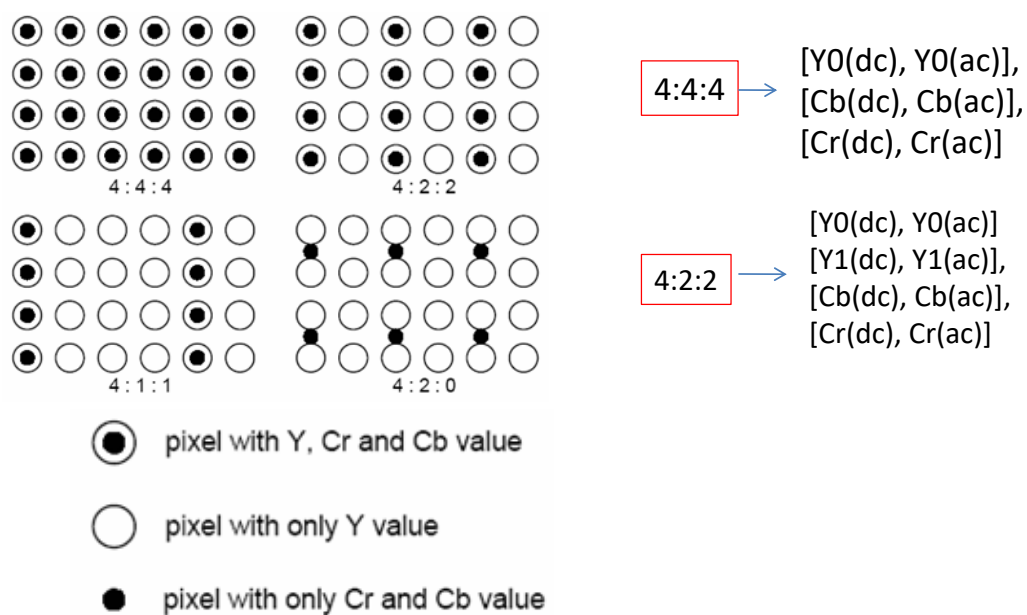 4:4:4
4:2:2
4:1:1
4:2:0
pixel with Y, Cr and Cb value
pixel with only Y value
pixel with only Cr and Cb value
4:4:4
[Y0(dc), Y0(ac)],
[Cb(dc), Cb(ac)],
[Cr(dc), Cr(ac)]
4:2:2
[Y0(dc), Y0(ac)]
[Y1(dc), Y1(ac)],
[Cb(dc), Cb(ac)],
[Cr(dc), Cr(ac)]